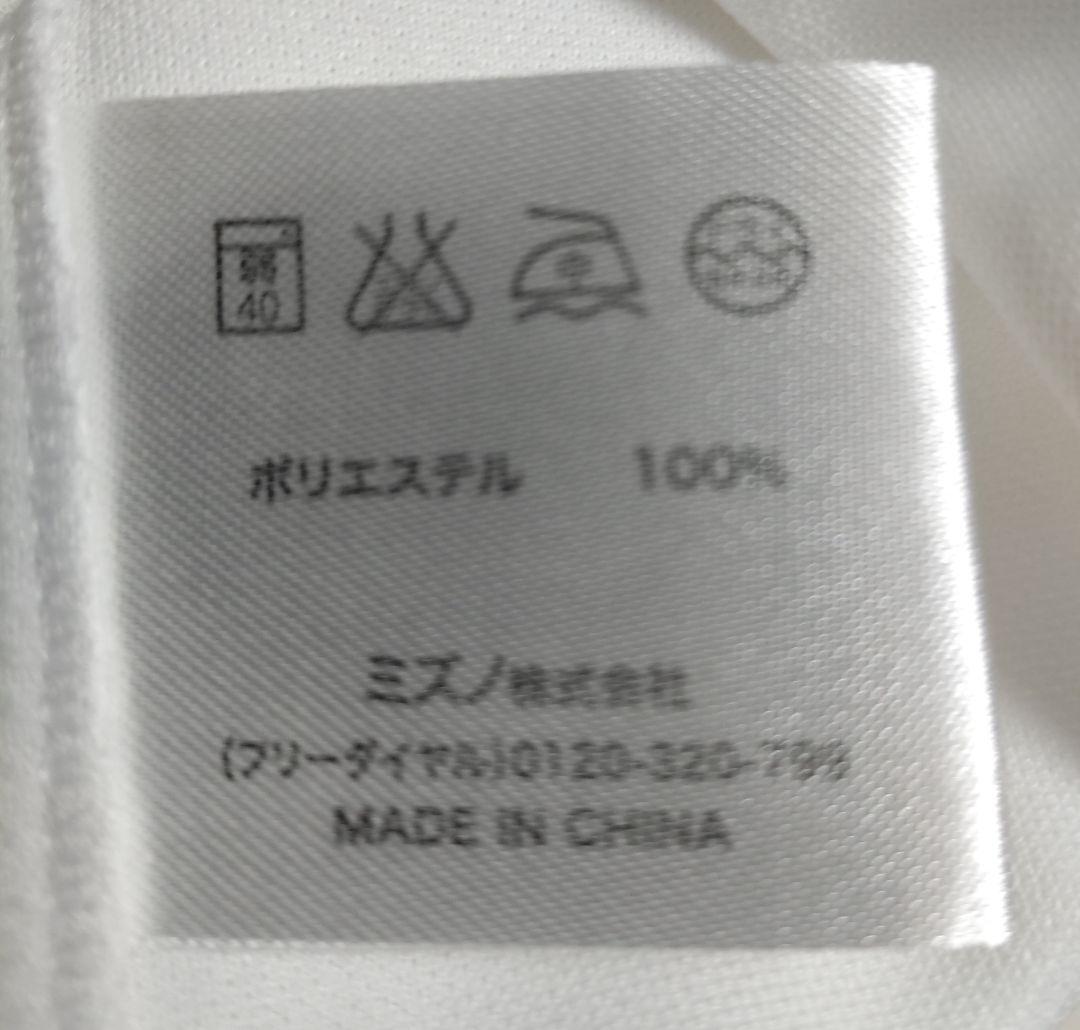 弱
40
ポリエステル 100%
ミズノ株式会社
(フリーダイヤル)0120-320-799
MADE IN CHINA